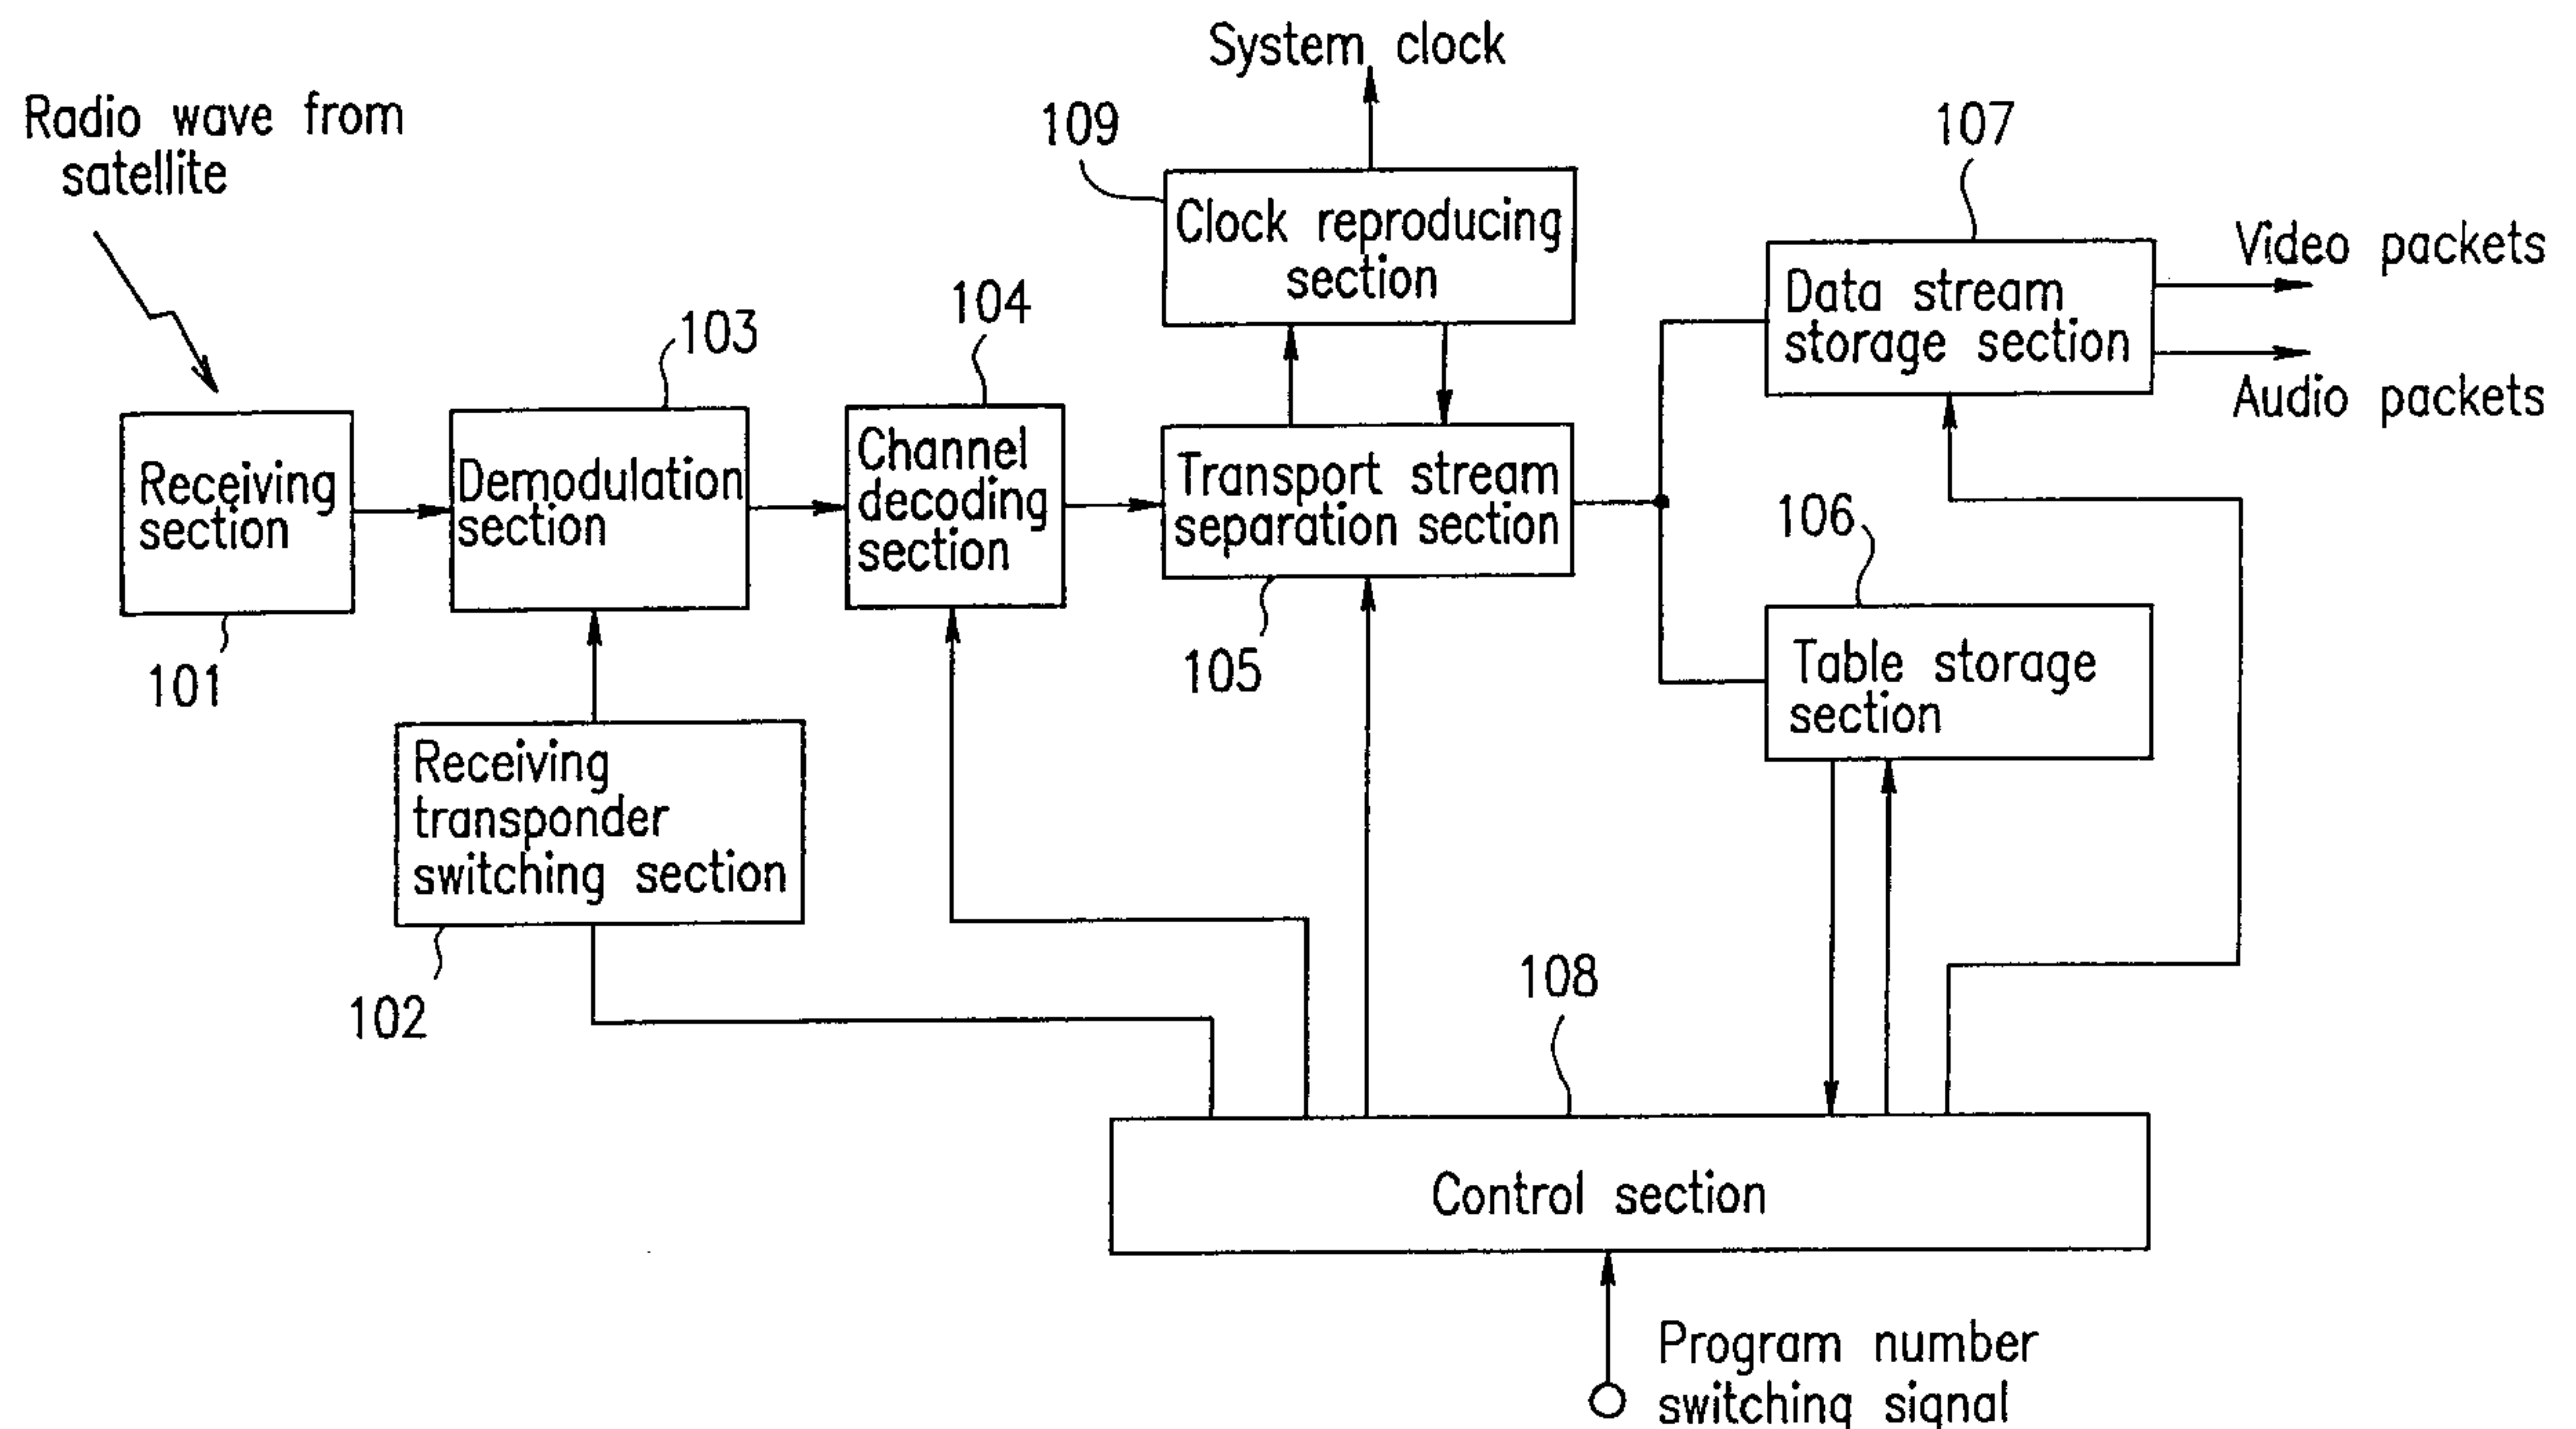 System clock
Radio wave from
satellite
109
107
Clock reproducing
section
Video packets
Data stream
storage section
Audio packets
103
104
Receiving
section
Demodulation
section
Channel
decoding
section
Transport stream
separation section
106
101
105
Table storage
section
Receiving
transponder
switching section
102
108
Control section
Program number
switching signal